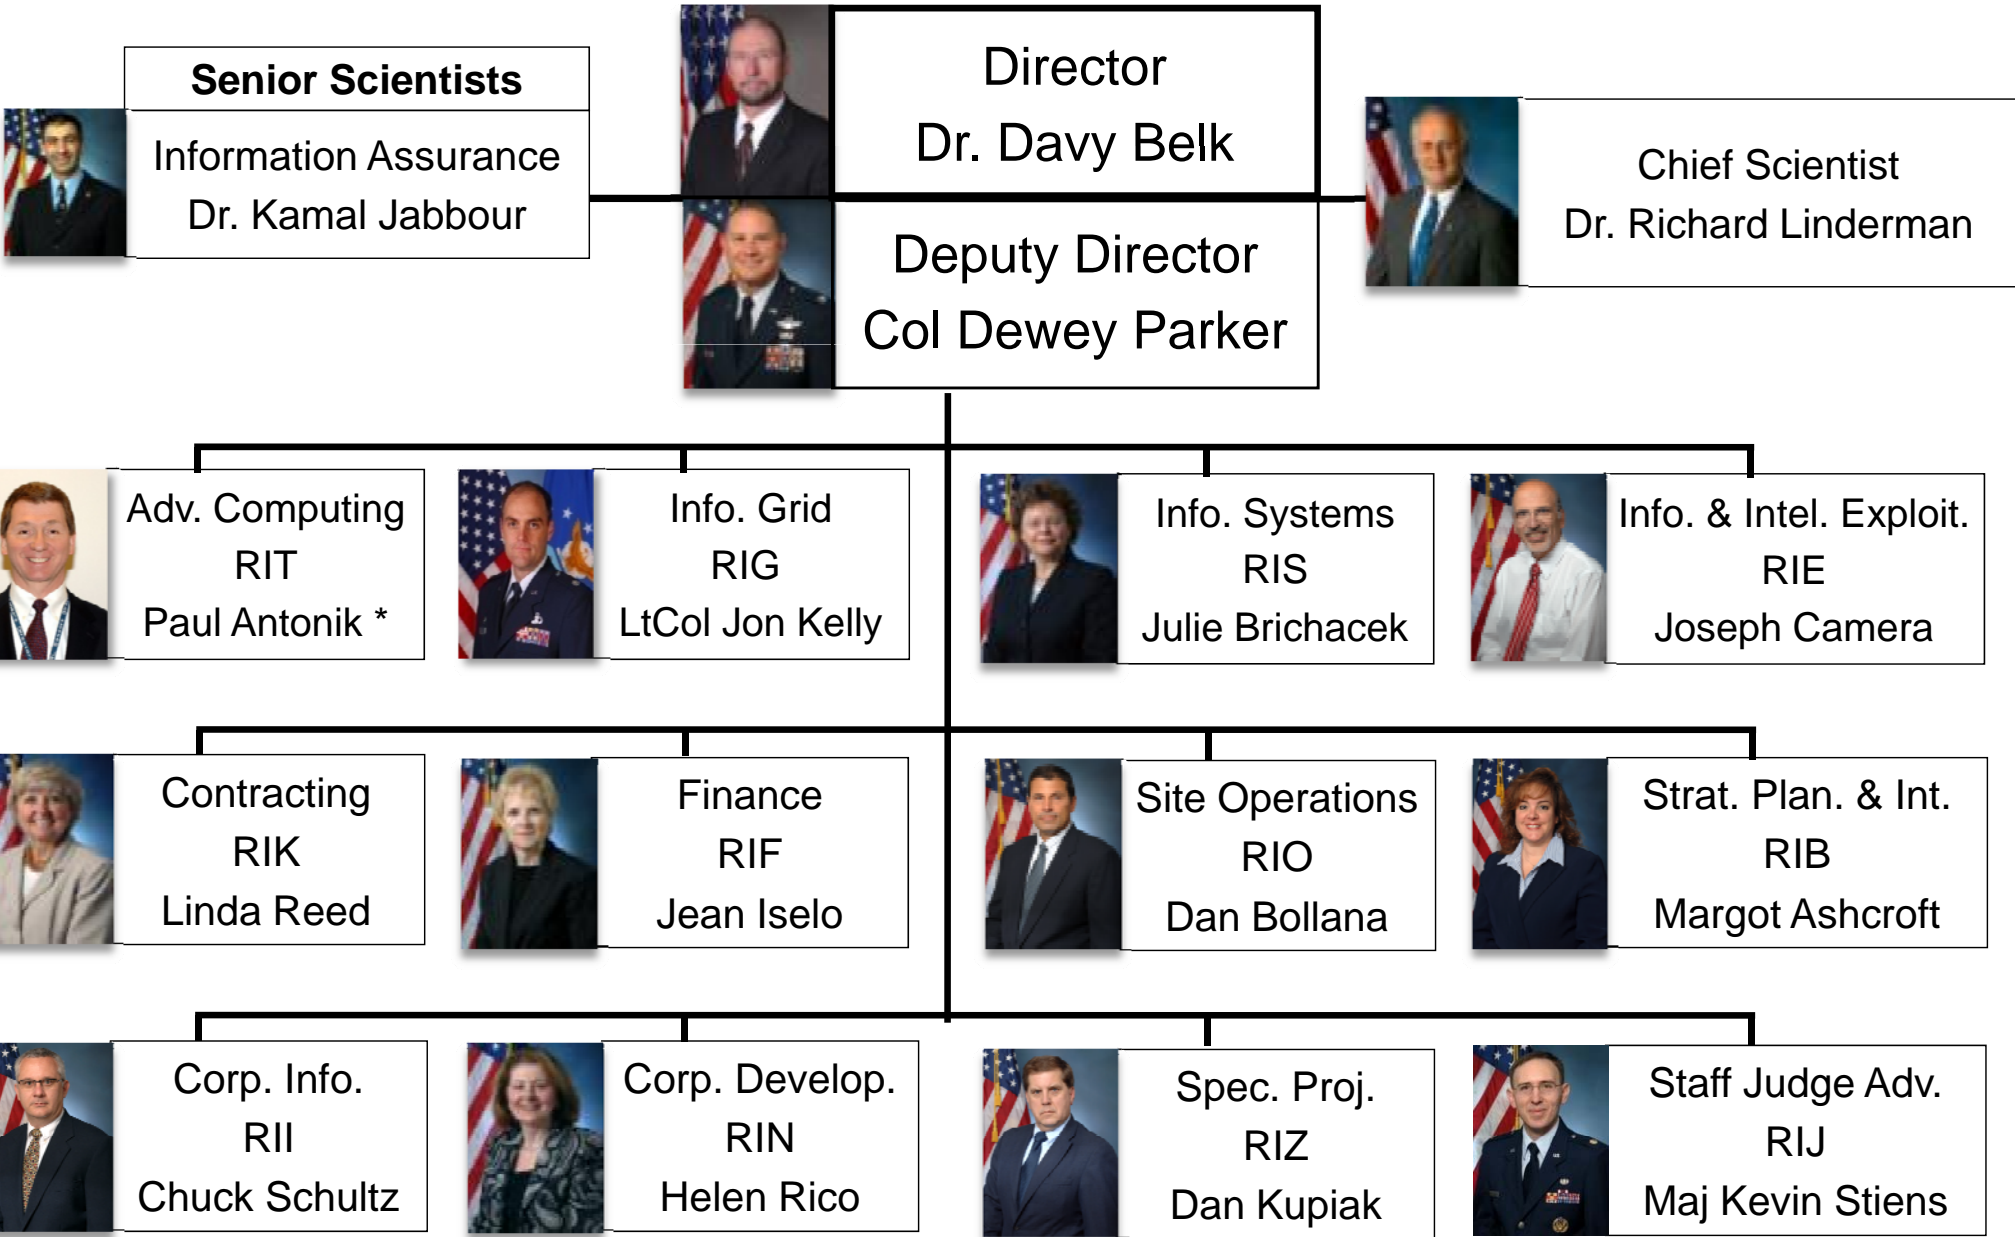 Senior Scientists
Information Assurance
Dr. Kamal Jabbour
Director
Dr. Davy Belk
Deputy Director
Col Dewey Parker
Chief Scientist
Dr. Richard Linderman
Adv. Computing
RIT
Paul Antonik *
Info. Grid
RIG
LtCol Jon Kelly
Info. Systems
RIS
Julie Brichacek
Info. & Intel. Exploit.
RIE
Joseph Camera
Contracting
RIK
Linda Reed
Finance
RIF
Jean Iselo
Site Operations
RIO
Dan Bollana
Strat. Plan. & Int.
RIB
Margot Ashcroft
Corp. Info.
RII
Chuck Schultz
Corp. Develop.
RIN
Helen Rico
Spec. Proj.
RIZ
Dan Kupiak
Staff Judge Adv.
RIJ
Maj Kevin Stiens